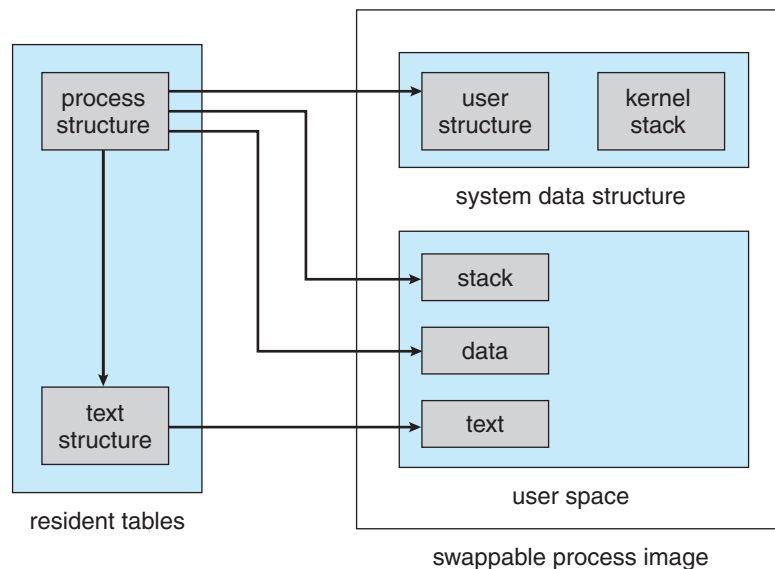 process
structure
user
structure
kernel
stack
system data structure
stack
data
text
structure
text
user space
resident tables
swappable process image